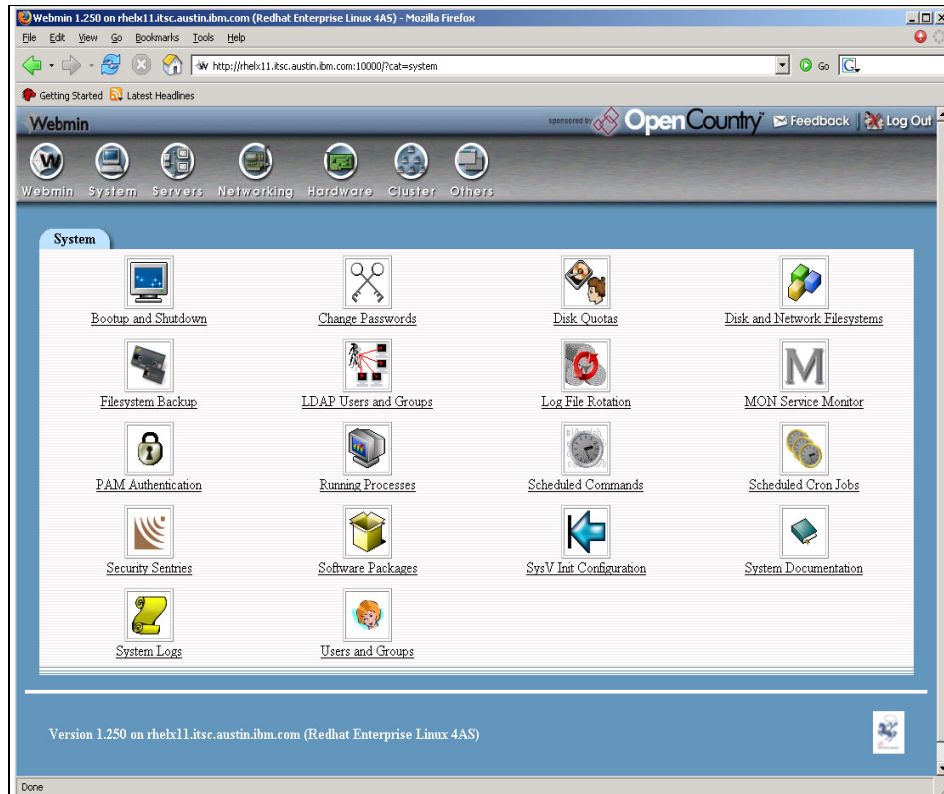 Webmin 1.250 on rhelx11.itsc.austin.ibm.com (Redhat Enterprise Linux 4AS) - Mozilla Firefox
File Edit View Go Bookmarks Tools Help
http://rhelx11.itsc.austin.ibm.com:10000/?cat=system Go
Getting Started Latest Headlines
Webmin sponsored by OpenCountry Feedback Log Out
Webmin System Servers Networking Hardware Cluster Others
System
Bootup and Shutdown Change Passwords Disk Quotas Disk and Network Filesystems
Filesystem Backup LDAP Users and Groups Log File Rotation MON Service Monitor
PAM Authentication Running Processes Scheduled Commands Scheduled Cron Jobs
Security Sentries Software Packages SysV Init Configuration System Documentation
System Logs Users and Groups
Version 1.250 on rhelx11.itsc.austin.ibm.com (Redhat Enterprise Linux 4AS)
Done